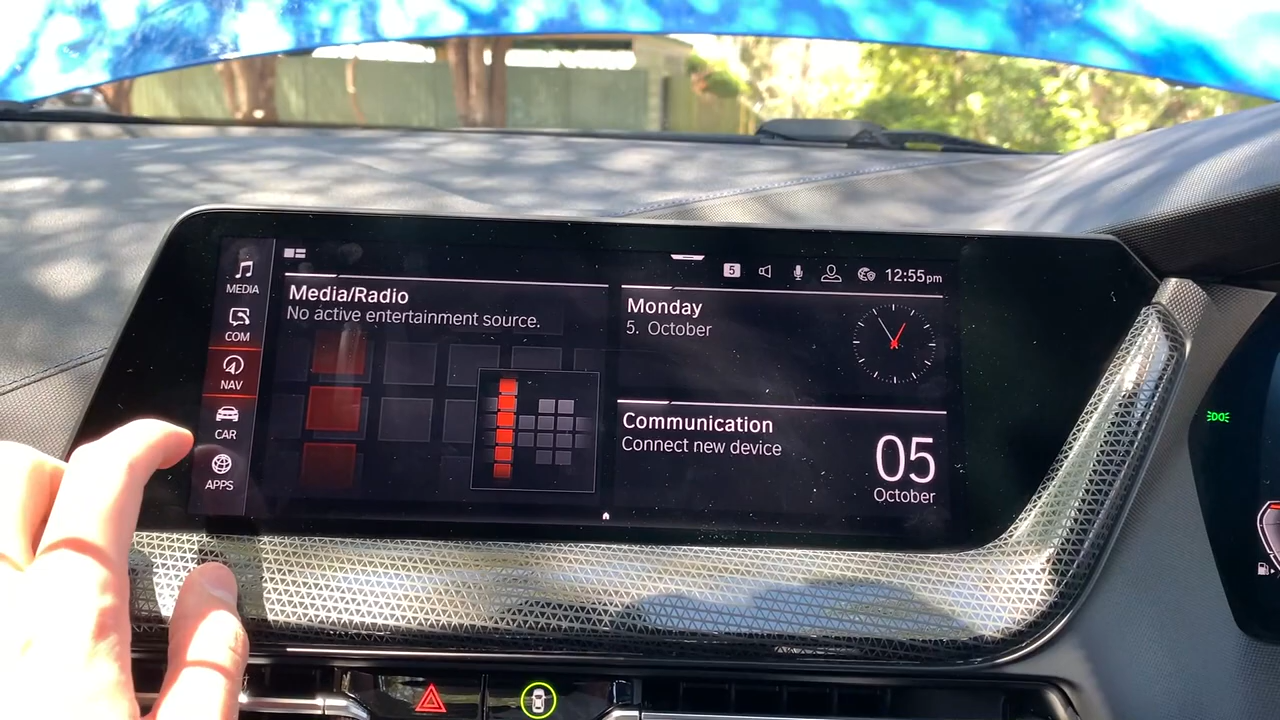 MEDIA
COM
NAV
CAR
APPS
Media/Radio
No active entertainment source.
5
12:55pm
Monday
5. October
Communication
Connect new device
05
October